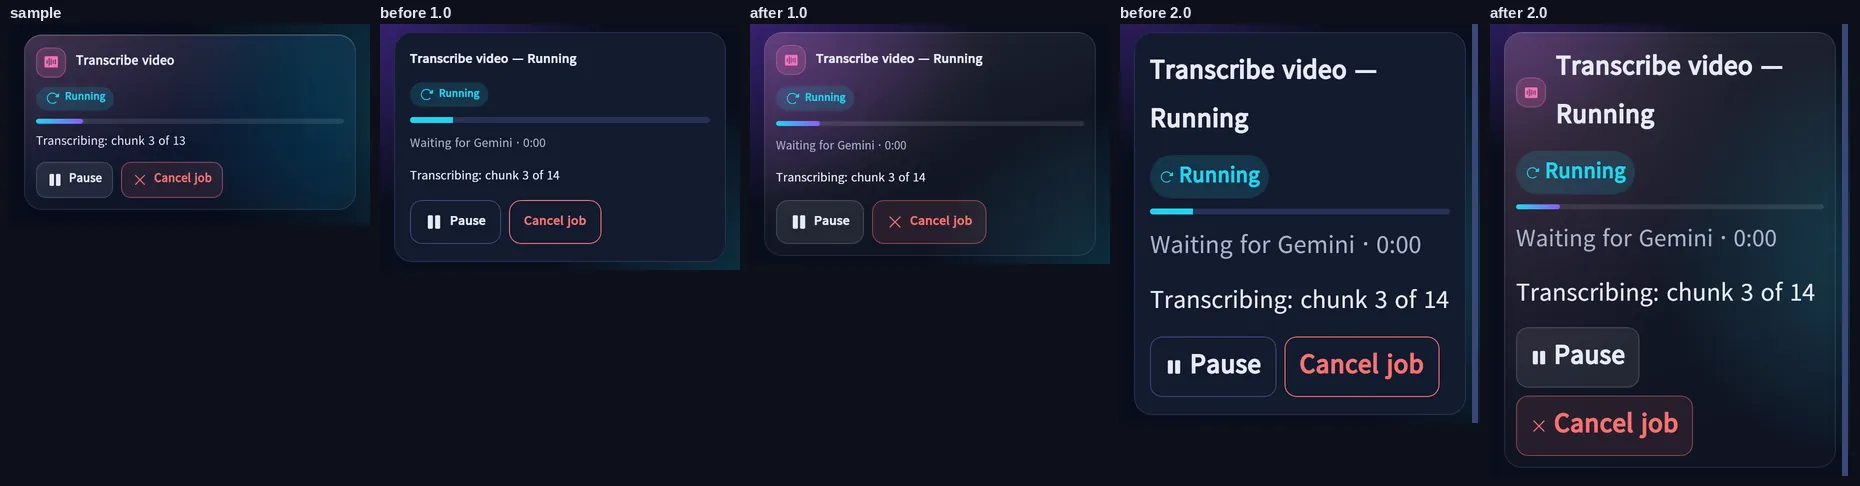 sample
Transcribe video
Running
Transcribing: chunk 3 of 13
Pause
Cancel job
before 1.0
Transcribe video — Running
Running
Waiting for Gemini · 0:00
Transcribing: chunk 3 of 14
Pause
Cancel job
after 1.0
Transcribe video — Running
Running
Waiting for Gemini · 0:00
Transcribing: chunk 3 of 14
Pause
Cancel job
before 2.0
Transcribe video —
Running
Running
Waiting for Gemini · 0:00
Transcribing: chunk 3 of 14
Pause
Cancel job
after 2.0
Transcribe video —
Running
Running
Waiting for Gemini · 0:00
Transcribing: chunk 3 of 14
Pause
Cancel job